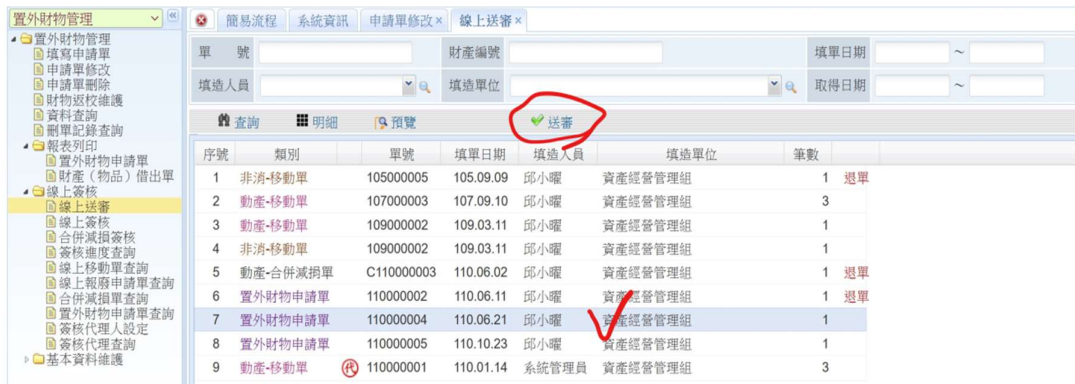 置外財物管理
置外財物管理
填寫申請單
申請單修改
申請單刪除
財物返校維護
資料查詢
刪單記錄查詢
報表列印
置外財物申請單
財產（物品）借出單
線上簽核
線上送審
線上簽核
合併減損簽核
簽核進度查詢
線上移動單查詢
線上報廢申請單查詢
合併減損單查詢
置外財物申請單查詢
簽核代理人設定
簽核代理查詢
基本資料維護
簡易流程 系統資訊 申請單修改× 線上送審×
單 號 財產編號 填單日期 ~
填造人員 填造單位 取得日期 ~
查詢 明細 預覽 送審
序號 類別 單號 填單日期 填造人員 填造單位 筆數
1 非消-移動單 105000005 105.09.09 邱小曜 資產經營管理組 1 退單
2 動產-移動單 107000003 107.09.10 邱小曜 資產經營管理組 3
3 動產-移動單 109000002 109.03.11 邱小曜 資產經營管理組 1
4 非消-移動單 109000002 109.03.11 邱小曜 資產經營管理組 1
5 動產-合併減損單 C110000003 110.06.02 邱小曜 資產經營管理組 1 退單
6 置外財物申請單 110000002 110.06.11 邱小曜 資產經營管理組 1 退單
7 置外財物申請單 110000004 110.06.21 邱小曜 資產經營管理組 1
8 置外財物申請單 110000005 110.10.23 邱小曜 資產經營管理組 1
9 動產-移動單 代 110000001 110.01.14 系統管理員 資產經營管理組 3